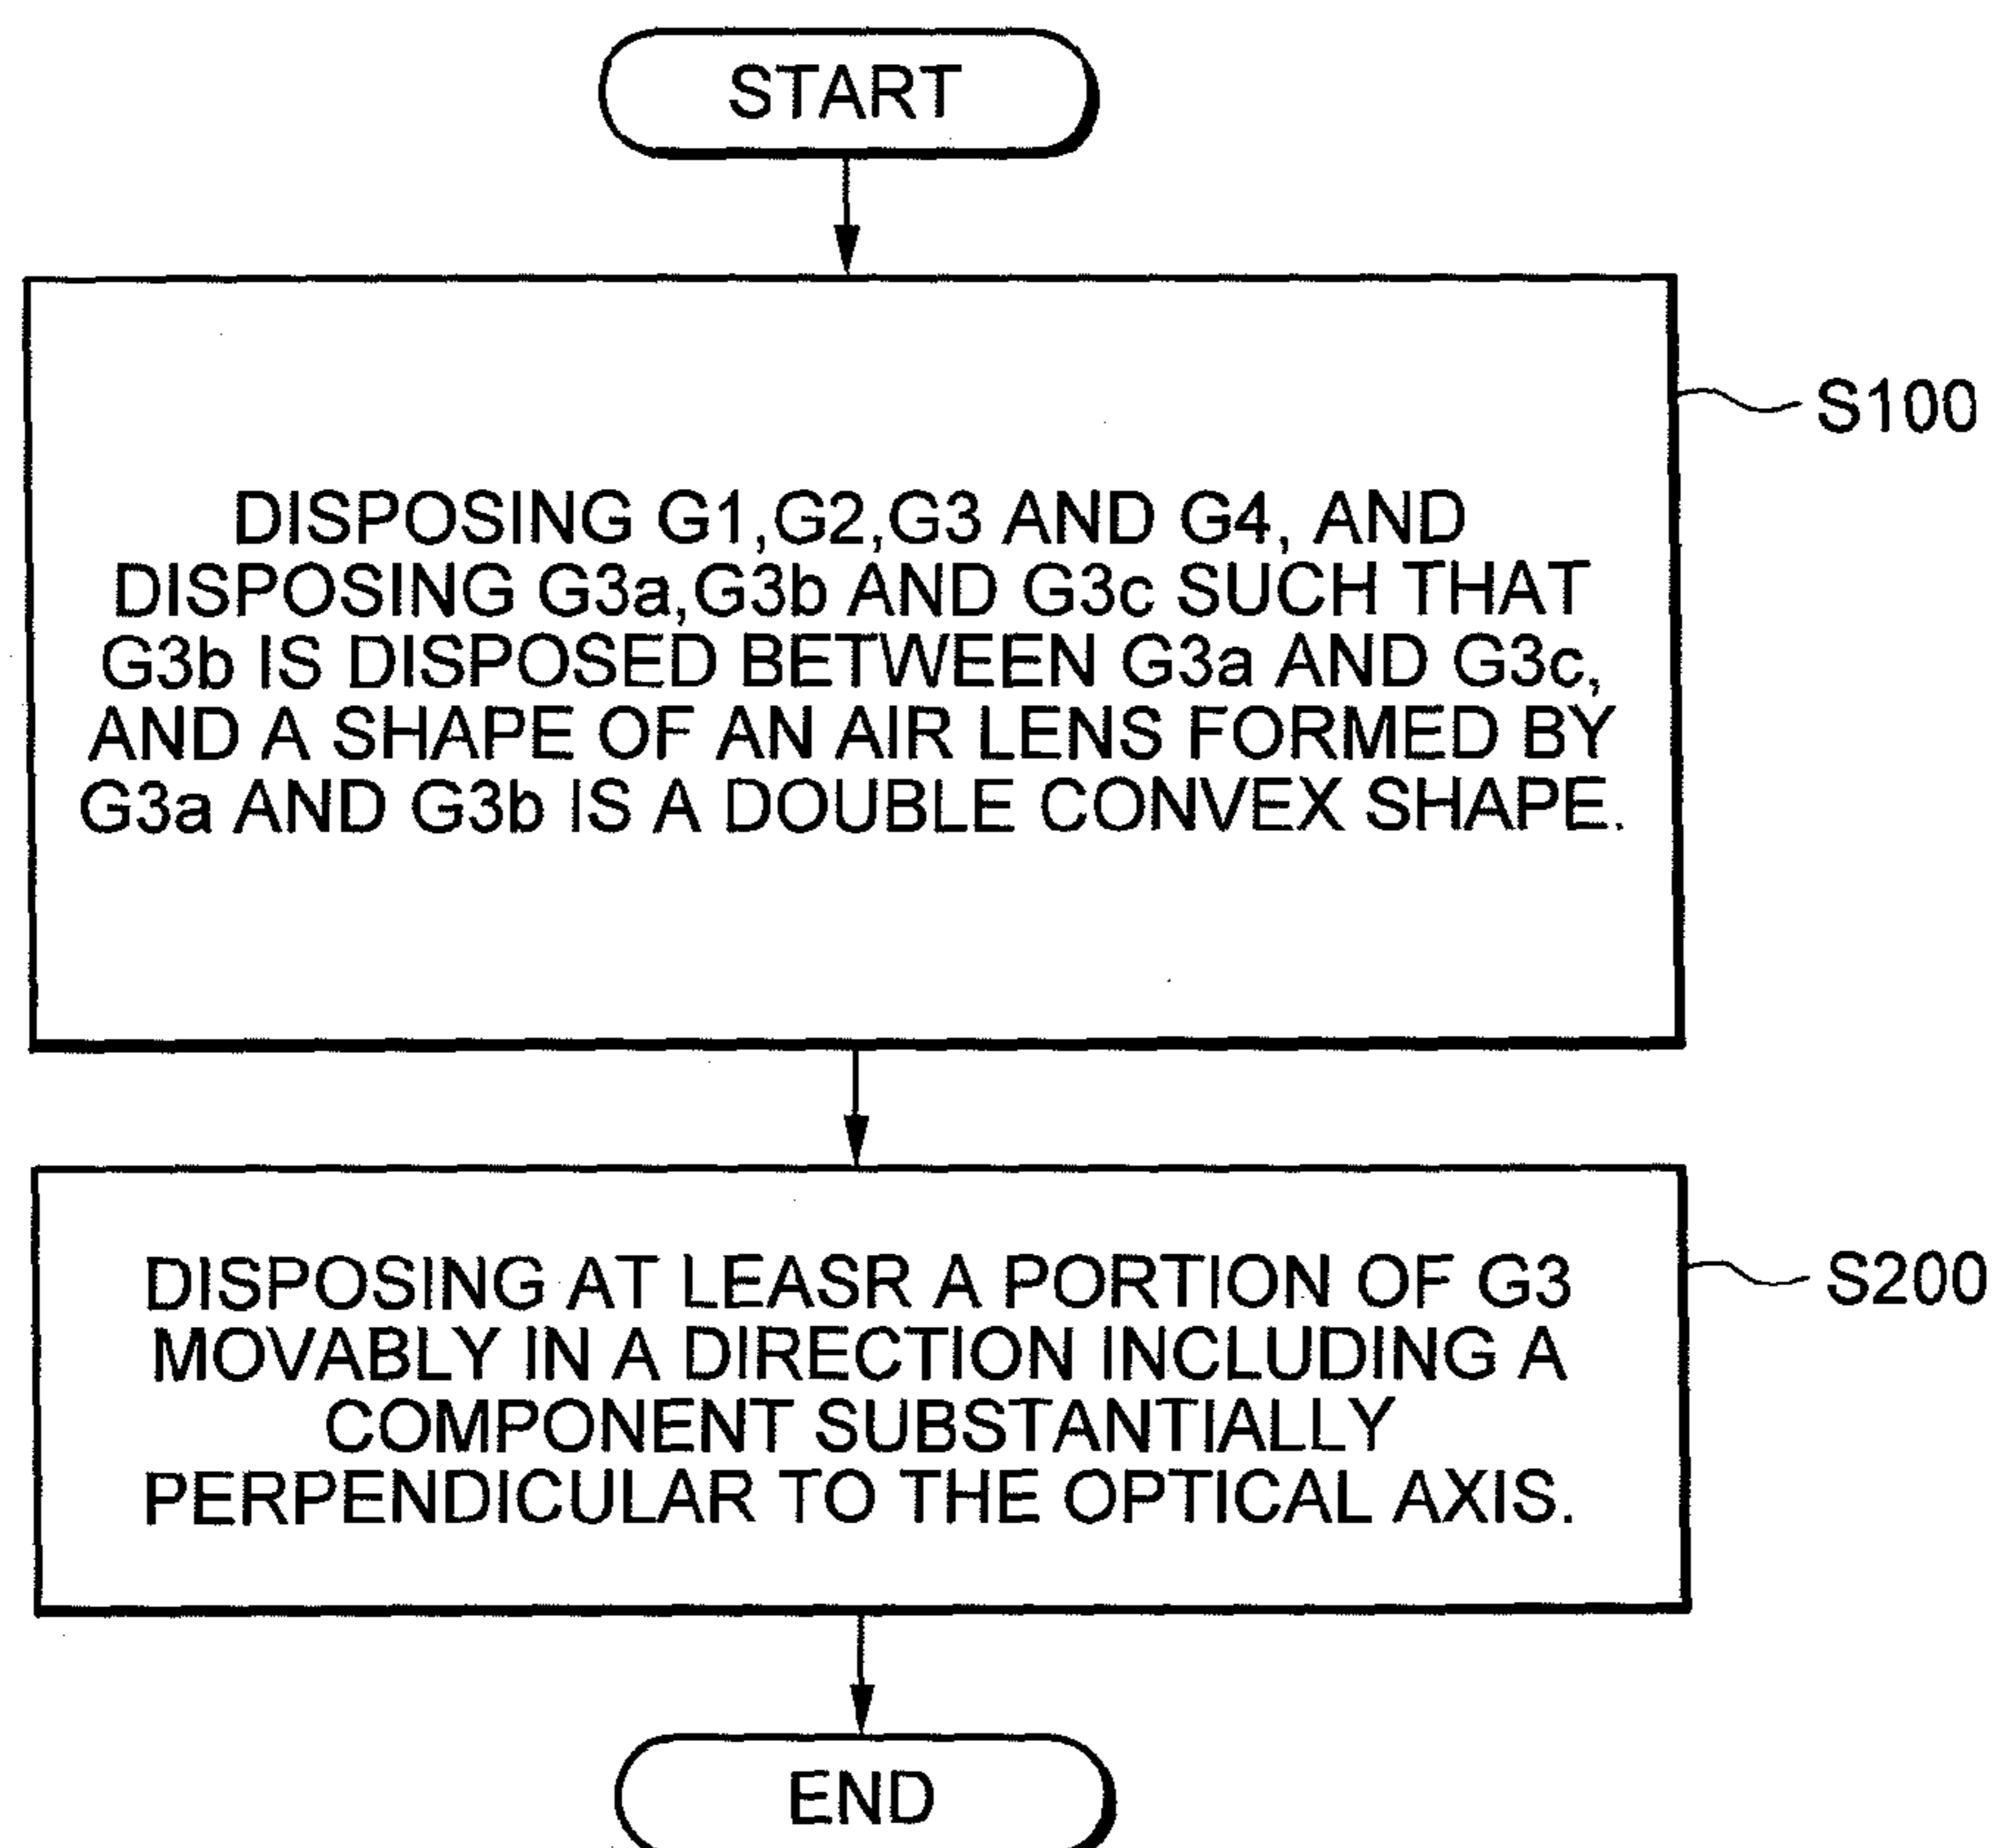 START
DISPOSING G1,G2,G3 AND G4, AND
DISPOSING G3a,G3b AND G3c SUCH THAT
G3b IS DISPOSED BETWEEN G3a AND G3c,
AND A SHAPE OF AN AIR LENS FORMED BY
G3a AND G3b IS A DOUBLE CONVEX SHAPE.
S100
DISPOSING AT LEASR A PORTION OF G3
MOVABLY IN A DIRECTION INCLUDING A
COMPONENT SUBSTANTIALLY
PERPENDICULAR TO THE OPTICAL AXIS.
S200
END